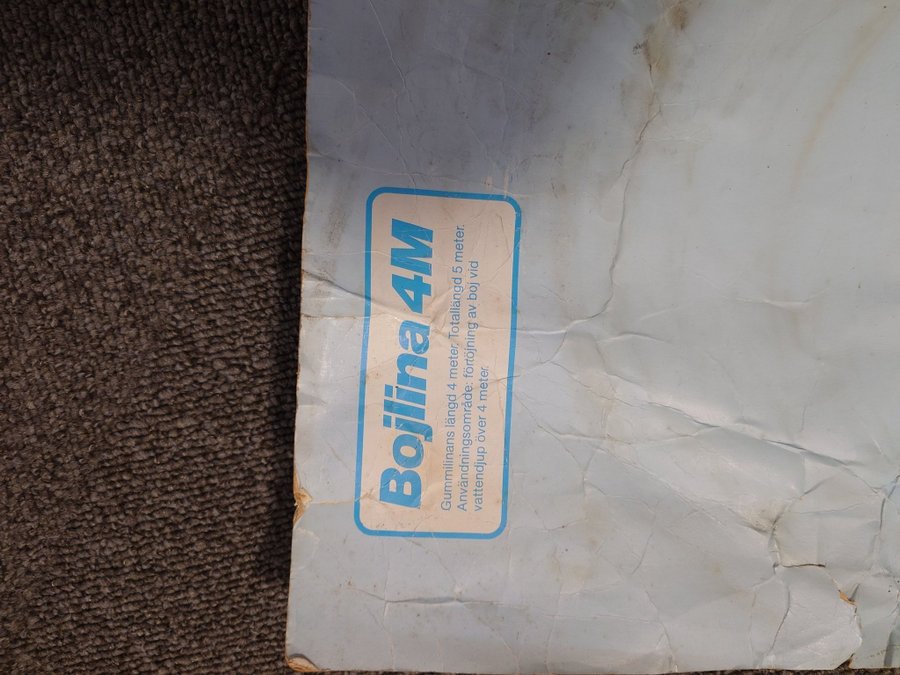 Bojlina 4M
Gummilinans längd 4 meter. Totallängd 5 meter.
Användningsområde: förtöjning av boj vid
vattendjup över 4 meter.